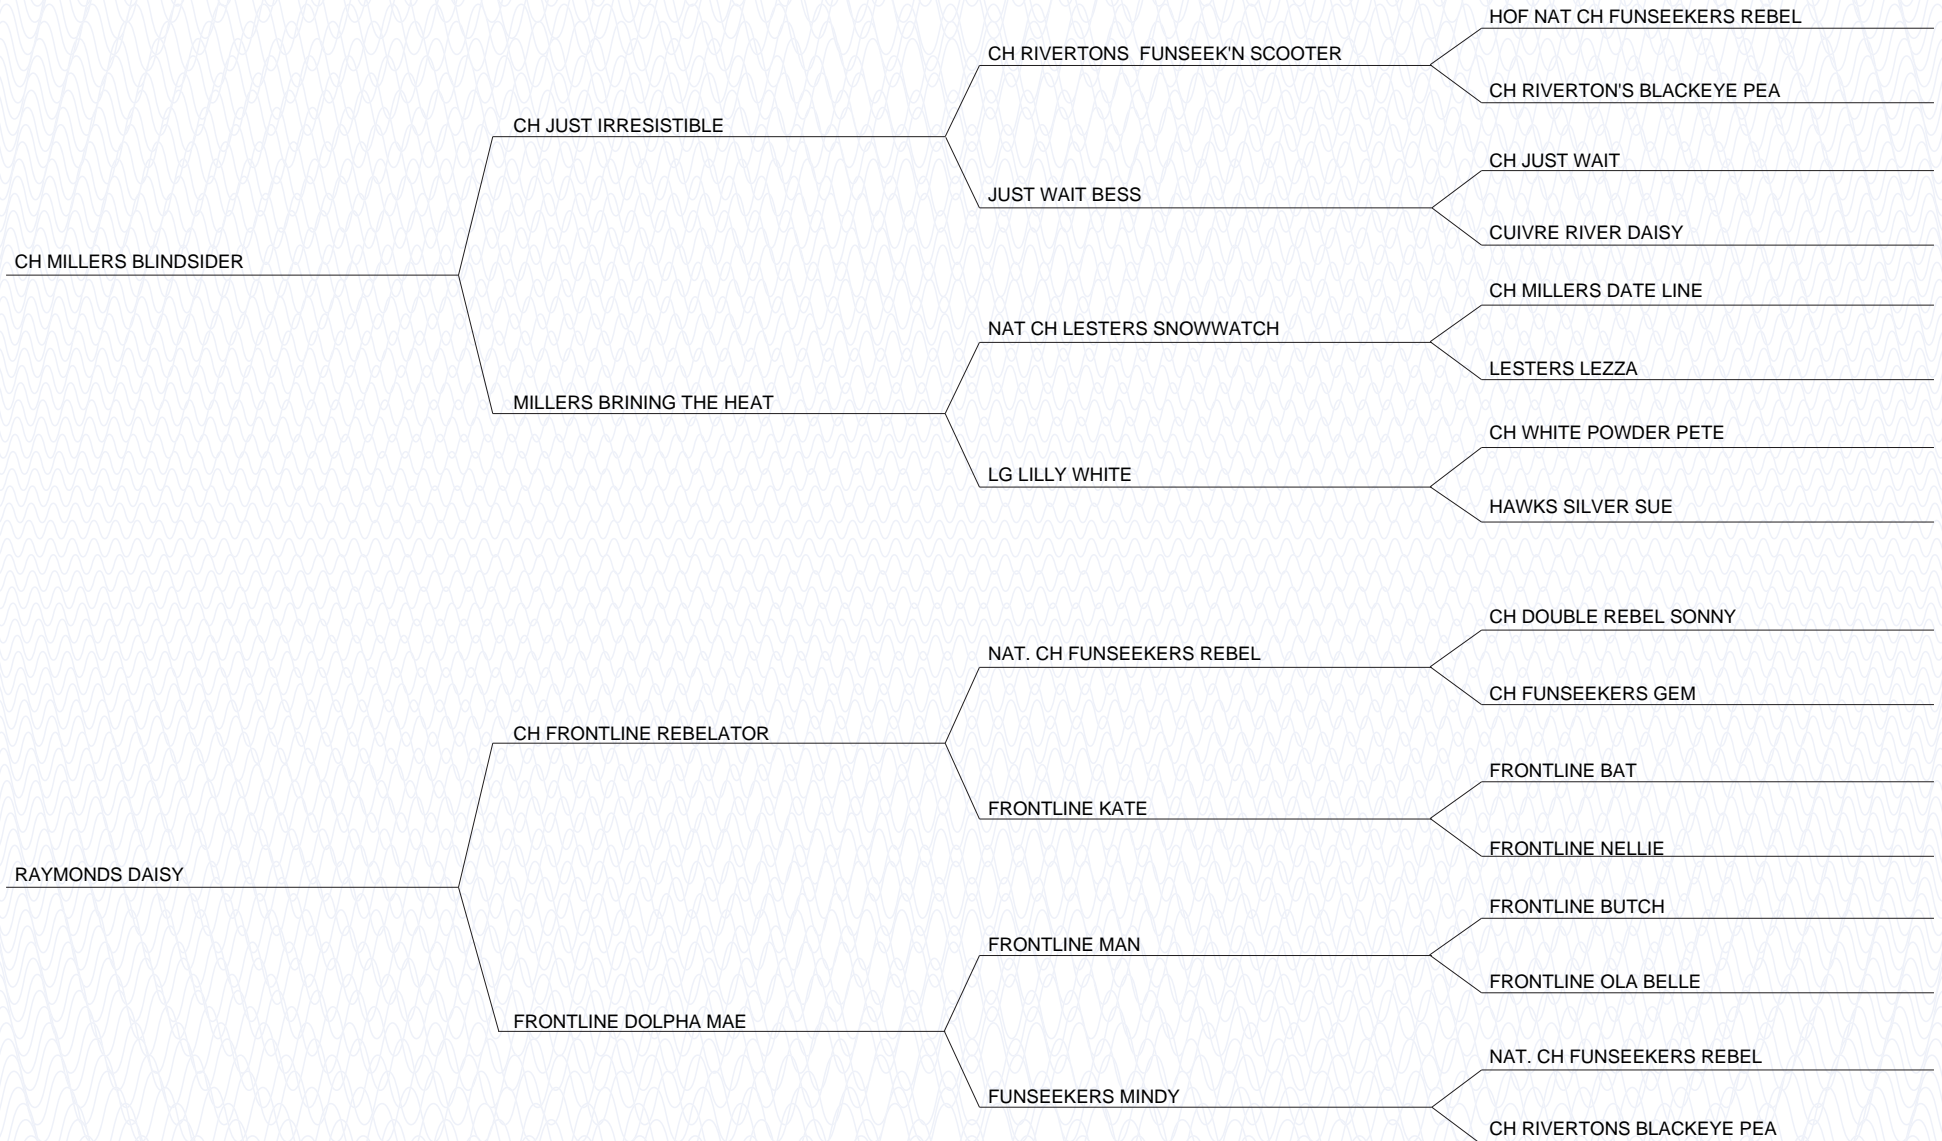 HOF NAT CH FUNSEEKERS REBEL
CH RIVERTONS  FUNSEEK'N SCOOTER
CH RIVERTON'S BLACKEYE PEA
CH JUST IRRESISTIBLE
CH JUST WAIT
JUST WAIT BESS
CUIVRE RIVER DAISY
CH MILLERS BLINDSIDER
CH MILLERS DATE LINE
NAT CH LESTERS SNOWWATCH
LESTERS LEZZA
MILLERS BRINING THE HEAT
CH WHITE POWDER PETE
LG LILLY WHITE
HAWKS SILVER SUE
CH DOUBLE REBEL SONNY
NAT. CH FUNSEEKERS REBEL
CH FUNSEEKERS GEM
CH FRONTLINE REBELATOR
FRONTLINE BAT
FRONTLINE KATE
FRONTLINE NELLIE
RAYMONDS DAISY
FRONTLINE BUTCH
FRONTLINE MAN
FRONTLINE OLA BELLE
FRONTLINE DOLPHA MAE
NAT. CH FUNSEEKERS REBEL
FUNSEEKERS MINDY
CH RIVERTONS BLACKEYE PEA